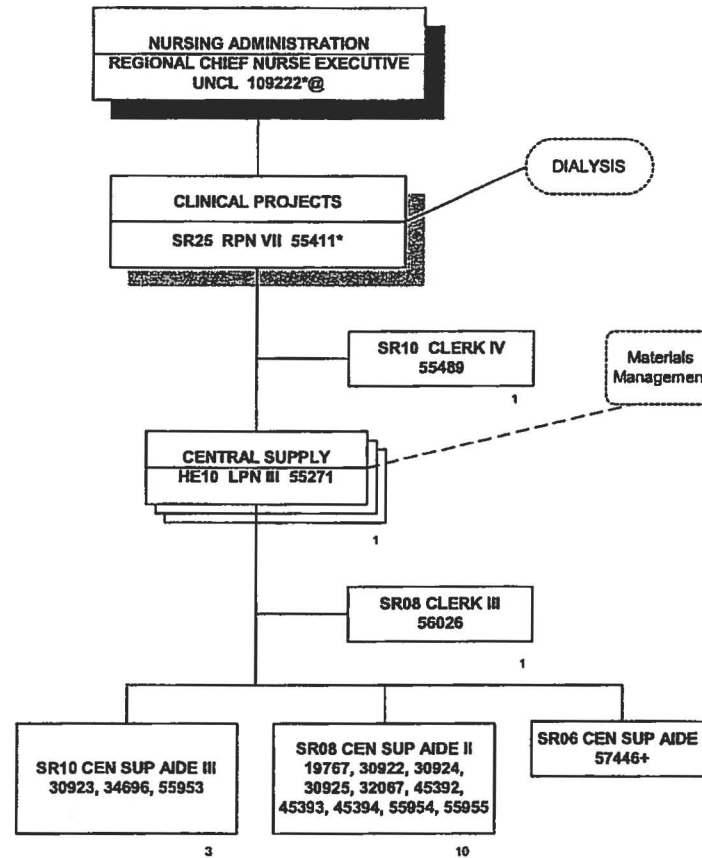 NURSING ADMINISTRATION
REGIONAL CHIEF NURSE EXECUTIVE
UNCL 109222*@
DIALYSIS
CLINICAL PROJECTS
SR25 RPN VII 55411*
SR10 CLERK IV
55489
1
Materials
Management
CENTRAL SUPPLY
HE10 LPN III 55271
1
SR08 CLERK III
56026
1
SR10 CEN SUP AIDE III
30923, 34696, 55953
3
SR08 CEN SUP AIDE II
19767, 30922, 30924,
30925, 32067, 45392,
45393, 45394, 55954, 55955
10
SR06 CEN SUP AIDE
57446+